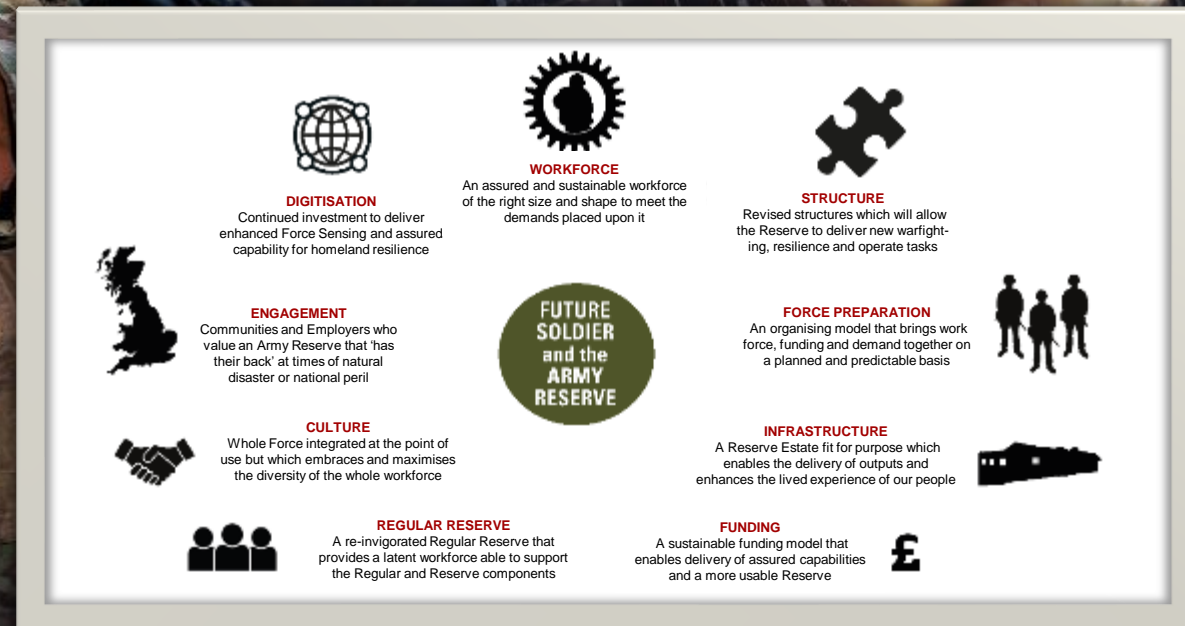 WORKFORCE
An assured and sustainable workforce
of the right size and shape to meet the
demands placed upon it
DIGITISATION
Continued investment to deliver
enhanced Force Sensing and assured
capability for homeland resilience
STRUCTURE
Revised structures which will allow
the Reserve to deliver new warfight-
ing, resilience and operate tasks
ENGAGEMENT
Communities and Employers who
value an Army Reserve that ‘has
their back’ at times of natural
disaster or national peril
FUTURE
SOLDIER
and the
ARMY
RESERVE
FORCE PREPARATION
An organising model that brings work
force, funding and demand together on
a planned and predictable basis
CULTURE
Whole Force integrated at the point of
use but which embraces and maximises
the diversity of the whole workforce
INFRASTRUCTURE
A Reserve Estate fit for purpose which
enables the delivery of outputs and
enhances the lived experience of our people
REGULAR RESERVE
A re-invigorated Regular Reserve that
provides a latent workforce able to support
the Regular and Reserve components
FUNDING
A sustainable funding model that
enables delivery of assured capabilities
and a more usable Reserve
£